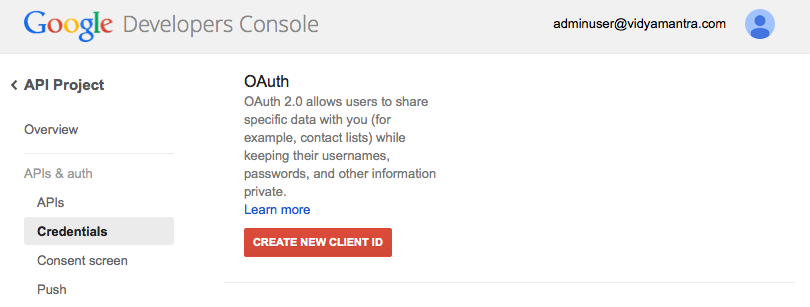 Google Developers Console
adminuser@vidyamantra.com
API Project
Overview
APIs & auth
APIs
Credentials
Consent screen
Push
OAuth
OAuth 2.0 allows users to share
specific data with you (for
example, contact lists) while
keeping their usernames,
passwords, and other information
private.
Learn more
CREATE NEW CLIENT ID